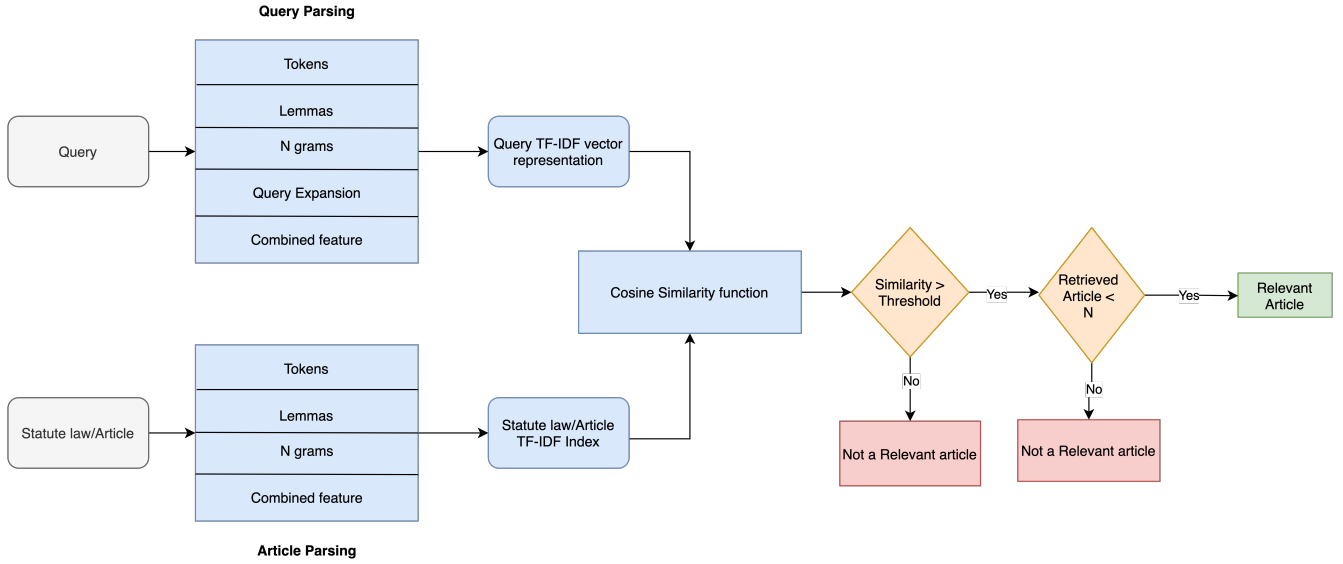 Query Parsing
Tokens
Lemmas
N grams
Query Expansion
Combined feature
Query
Query TF-IDF vector
representation
Cosine Similarity function
Similarity >
Threshold
Yes
No
Not a Relevant article
Retrieved
Article <
N
Yes
No
Not a Relevant article
Relevant
Article
Statute law/Article
Tokens
Lemmas
N grams
Combined feature
Statute law/Article
TF-IDF Index
Article Parsing